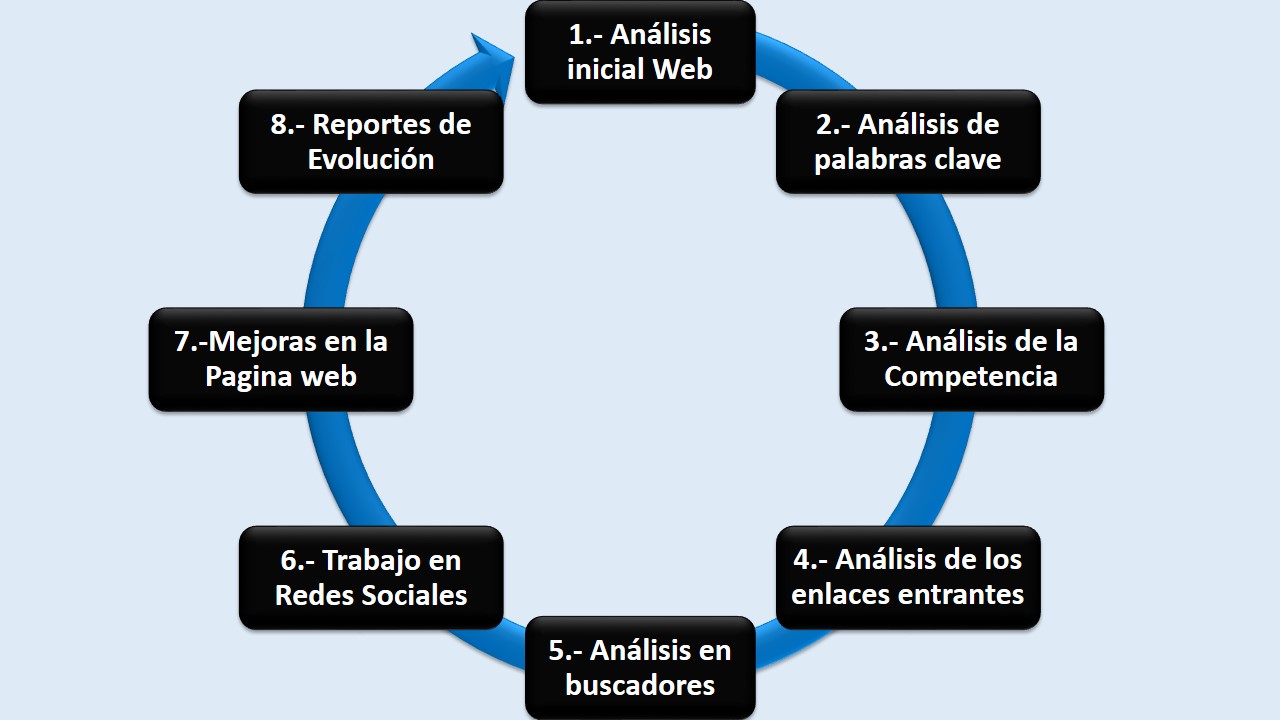 1.- Análisis
inicial Web
2.- Análisis de
palabras clave
3.- Análisis de la
Competencia
4.- Análisis de los
enlaces entrantes
5.- Análisis en
buscadores
6.- Trabajo en
Redes Sociales
7.-Mejoras en la
Pagina web
8.- Reportes de
Evolución